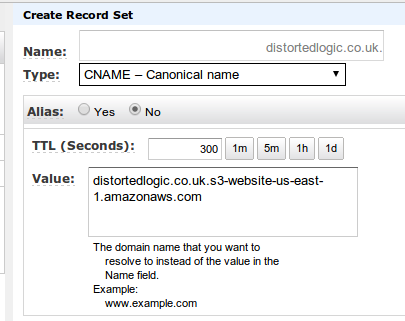 Create Record Set
Name: distortedlogic.co.uk.
Type: CNAME – Canonical name
Alias: Yes No
TTL (Seconds): 300 1m 5m 1h 1d
Value: distortedlogic.co.uk.s3-website-us-east-
1.amazonaws.com
The domain name that you want to
resolve to instead of the value in the
Name field.
Example:
www.example.com